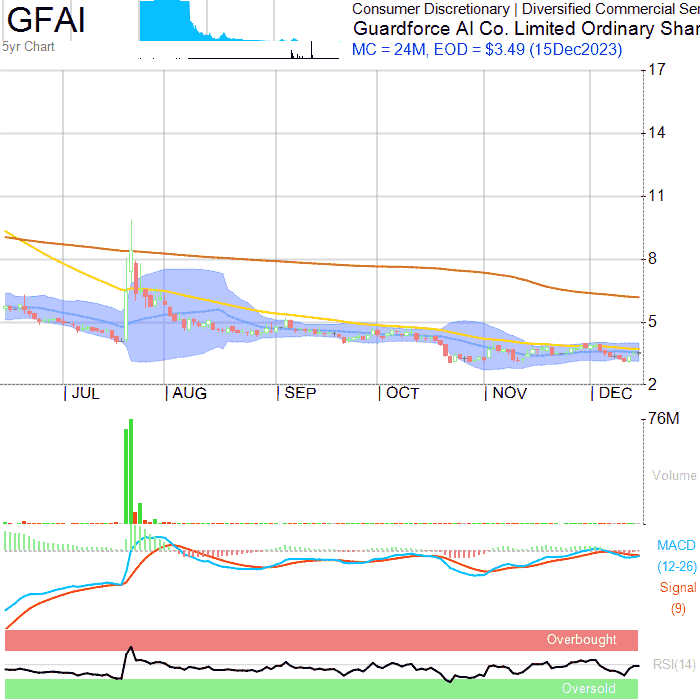 GFAI
5yr Chart
Consumer Discretionary | Diversified Commercial Ser
Guardforce AI Co. Limited Ordinary Shar
MC = 24M, EOD = $3.49 (15Dec2023)
17
14
11
8
5
2
JUL
AUG
SEP
OCT
NOV
DEC
76M
Volume
MACD
(12-26)
Signal
(9)
Overbought
RSI(14)
Oversold